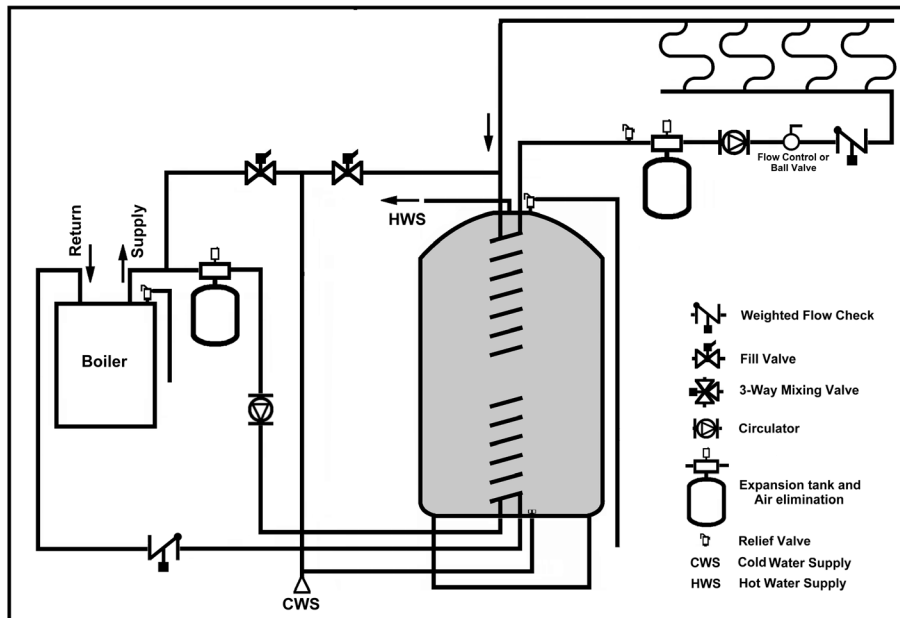 Flow Control or
Ball Valve
HWS
Return
Supply
Boiler
CWS
Weighted Flow Check
Fill Valve
3-Way Mixing Valve
Circulator
Expansion tank and
Air elimination
Relief Valve
CWS Cold Water Supply
HWS Hot Water Supply